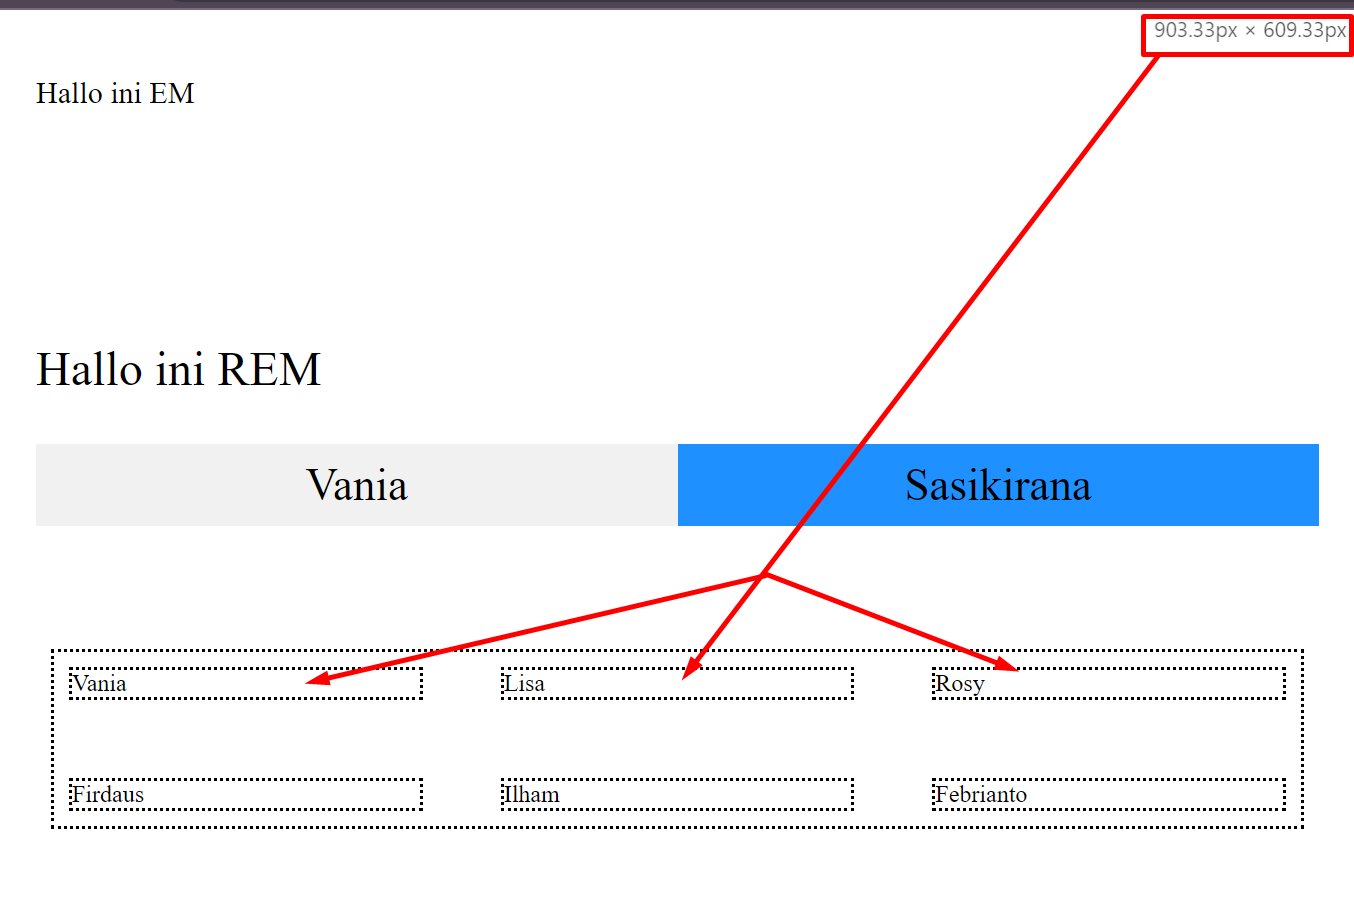 903.33px × 609.33px
Hallo ini EM
Hallo ini REM
Vania Sasikirana
Vania Lisa Rosy
Firdaus Ilham Febrianto